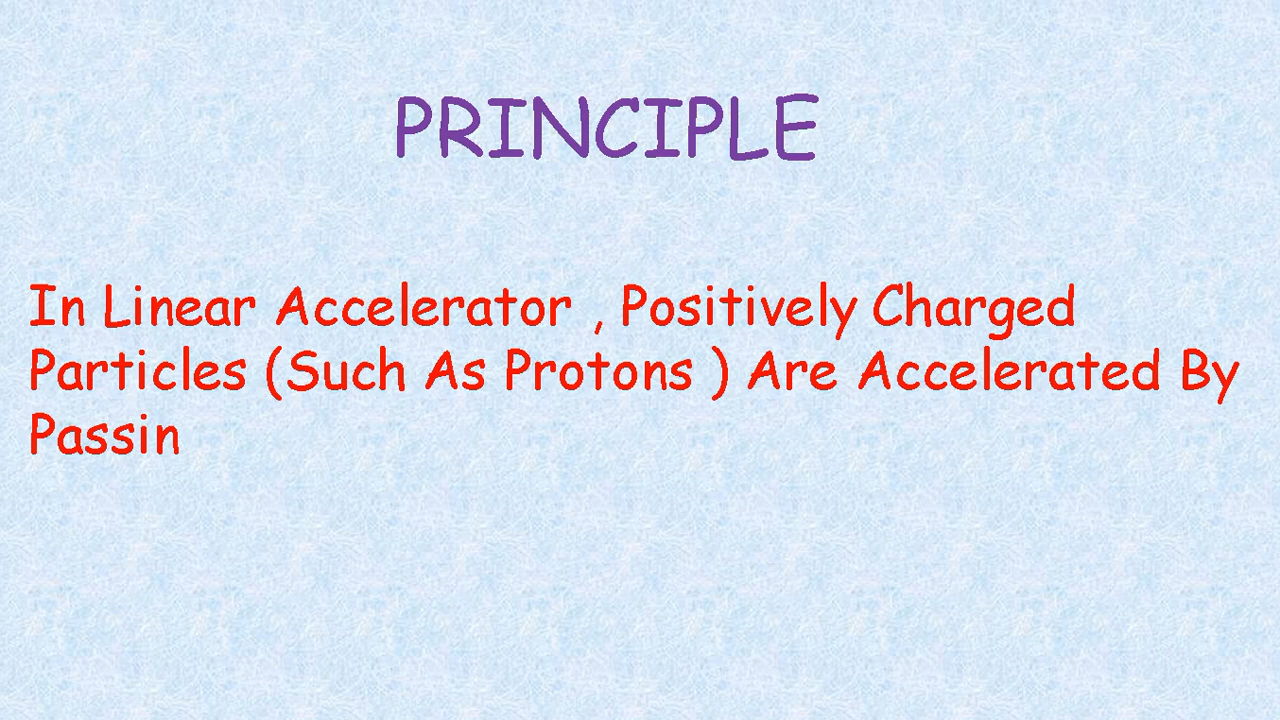 PRINCIPLE
In Linear Accelerator , Positively Charged
Particles (Such As Protons ) Are Accelerated By
Passin